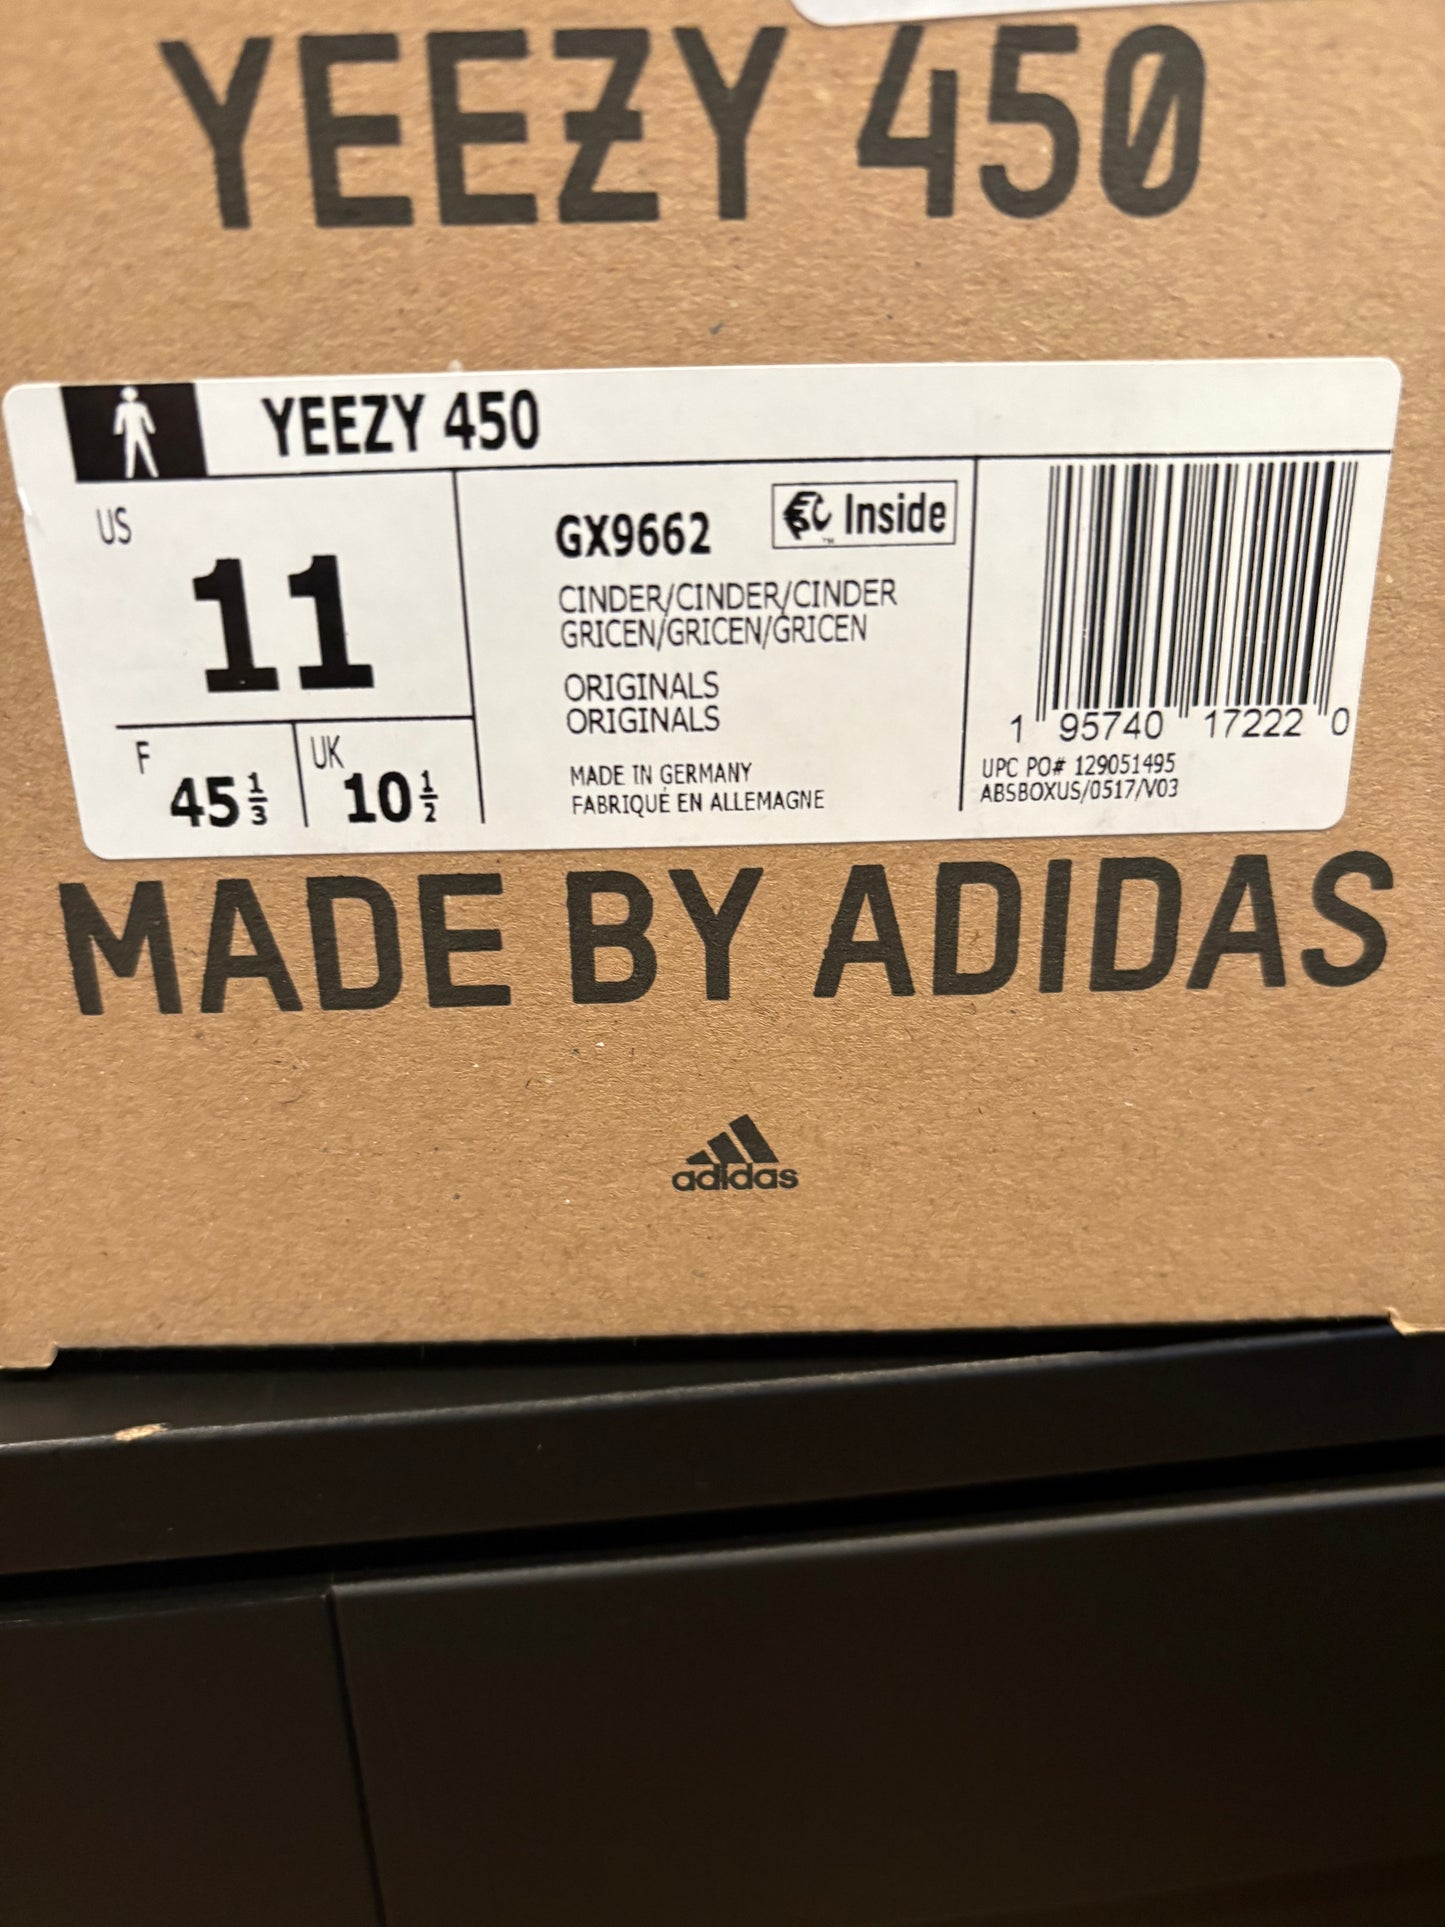 YEEZY 450
YEEZY 450
US
11
F
45 1/3
UK
10 1/2
GX9662
Inside
CINDER/CINDER/CINDER
GRICEN/GRICEN/GRICEN
ORIGINALS
ORIGINALS
MADE IN GERMANY
FABRIQUÉ EN ALLEMAGNE
1 95740 17222 0
UPC PO# 129051495
ABSBOXUS/0517/V03
MADE BY ADIDAS
adidas